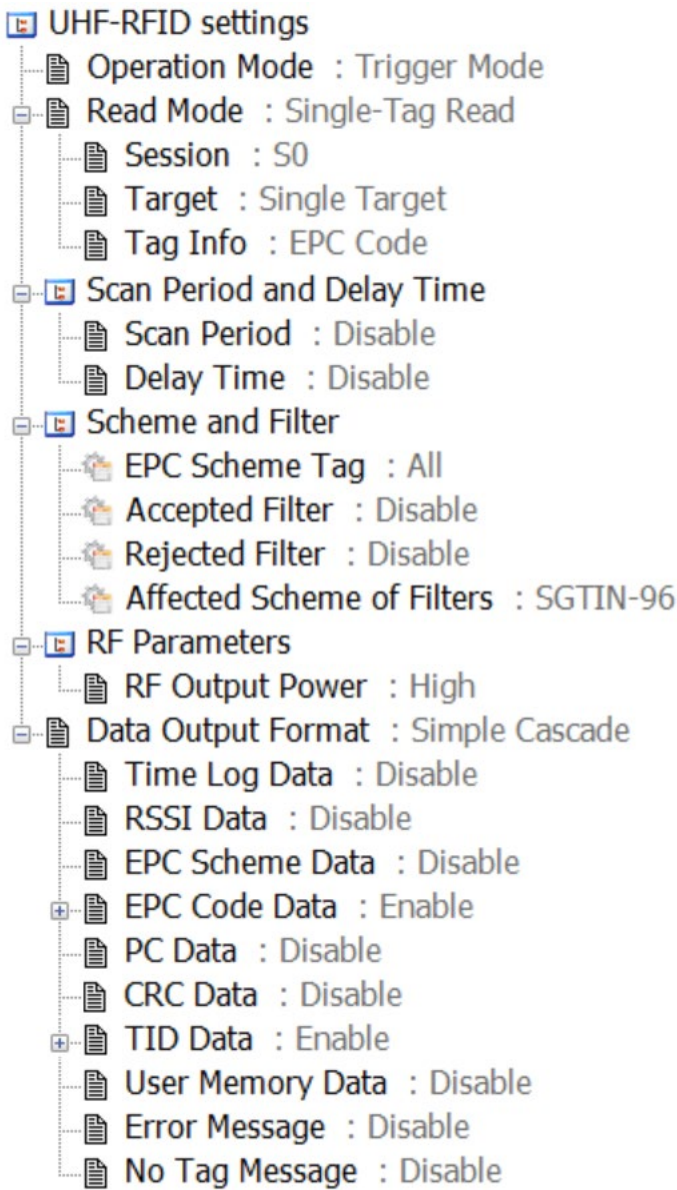 UHF-RFID settings
Operation Mode : Trigger Mode
Read Mode : Single-Tag Read
Session : S0
Target : Single Target
Tag Info : EPC Code
Scan Period and Delay Time
Scan Period : Disable
Delay Time : Disable
Scheme and Filter
EPC Scheme Tag : All
Accepted Filter : Disable
Rejected Filter : Disable
Affected Scheme of Filters : SGTIN-96
RF Parameters
RF Output Power : High
Data Output Format : Simple Cascade
Time Log Data : Disable
RSSI Data : Disable
EPC Scheme Data : Disable
EPC Code Data : Enable
PC Data : Disable
CRC Data : Disable
TID Data : Enable
User Memory Data : Disable
Error Message : Disable
No Tag Message : Disable